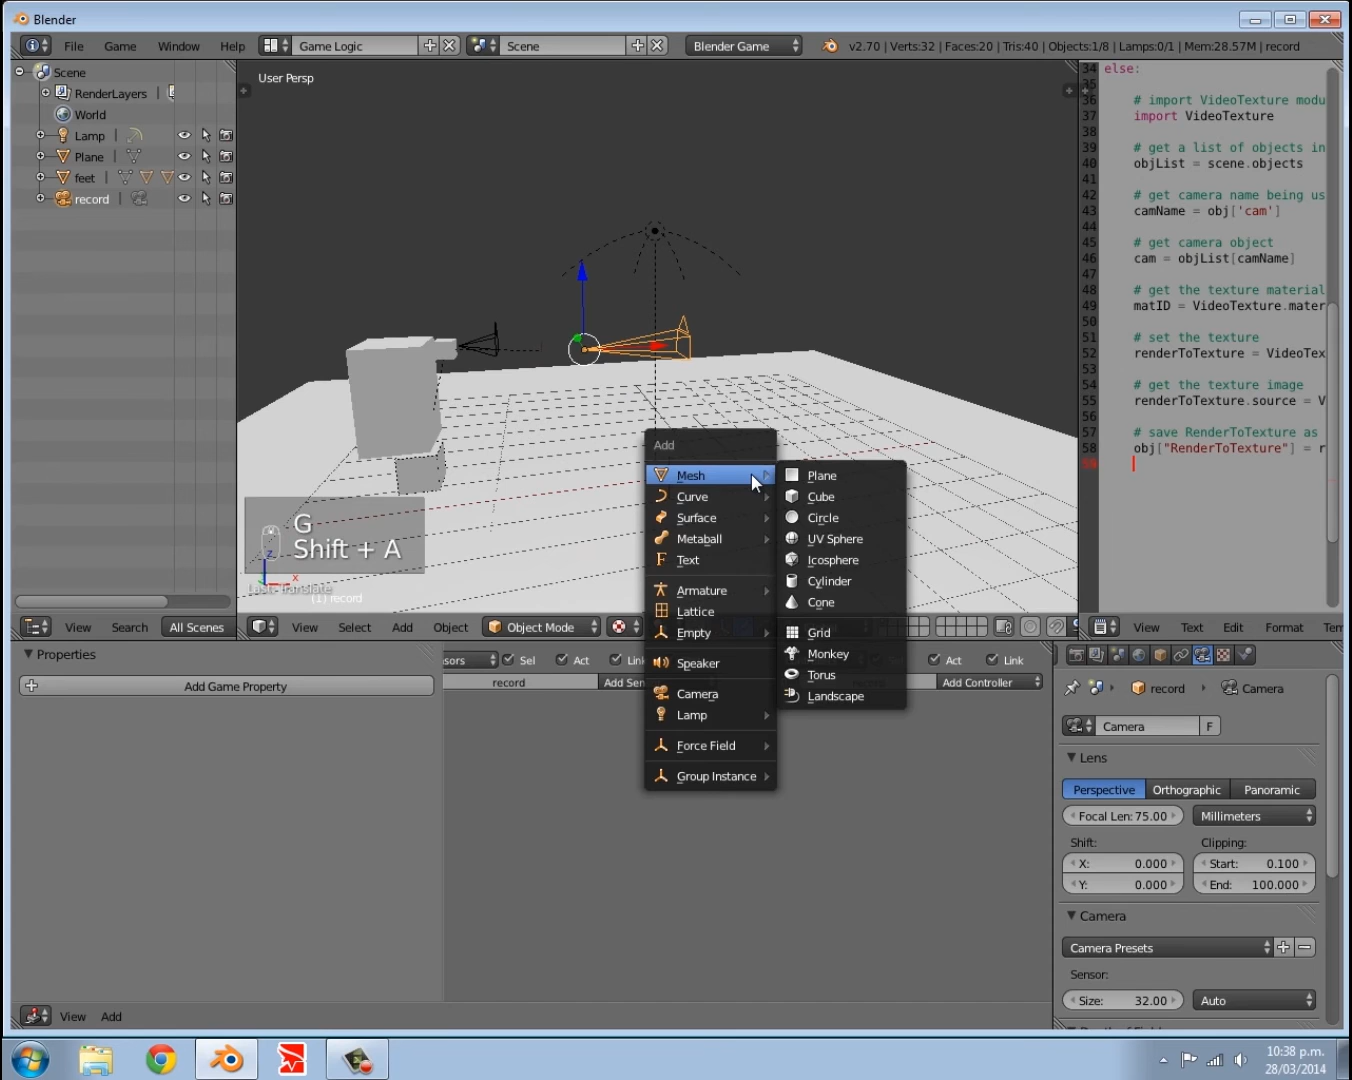 Blender
File Game Window Help Game Logic Scene Blender Game v2.70 | Verts:32 | Faces:20 | Tris:40 | Objects:1/8 | Lamps:0/1 | Mem:28.57M | record
Scene
RenderLayers |
World
Lamp |
Plane |
feet |
record |
View Search All Scenes
User Persp
G
Shift + A
z
x
Last: Translate
(1) record
View Select Add Object Object Mode
Add
Mesh
Curve
Surface
Metaball
Text
Armature
Lattice
Empty
Speaker
Camera
Lamp
Force Field
Group Instance
Plane
Cube
Circle
UV Sphere
Icosphere
Cylinder
Cone
Grid
Monkey
Torus
Landscape
34 else:
35
36 # import VideoTexture modu
37 import VideoTexture
38
39 # get a list of objects in
40 objList = scene.objects
41
42 # get camera name being us
43 camName = obj['cam']
44
45 # get camera object
46 cam = objList[camName]
47
48 # get the texture material
49 matID = VideoTexture.mater
50
51 # set the texture
52 renderToTexture = VideoTex
53
54 # get the texture image
55 renderToTexture.source = V
56
57 # save RenderToTexture as
58 obj["RenderToTexture"] = r
59
View Text Edit Format Tem
Properties
Add Game Property
sors Sel Act Link
record Add Sen
Act Link
record Add Controller
View Add
record Camera
Camera F
Lens
Perspective Orthographic Panoramic
Focal Len: 75.00 Millimeters
Shift: Clipping:
X: 0.000 Start: 0.100
Y: 0.000 End: 100.000
Camera
Camera Presets
Sensor:
Size: 32.00 Auto
10:38 p.m.
28/03/2014